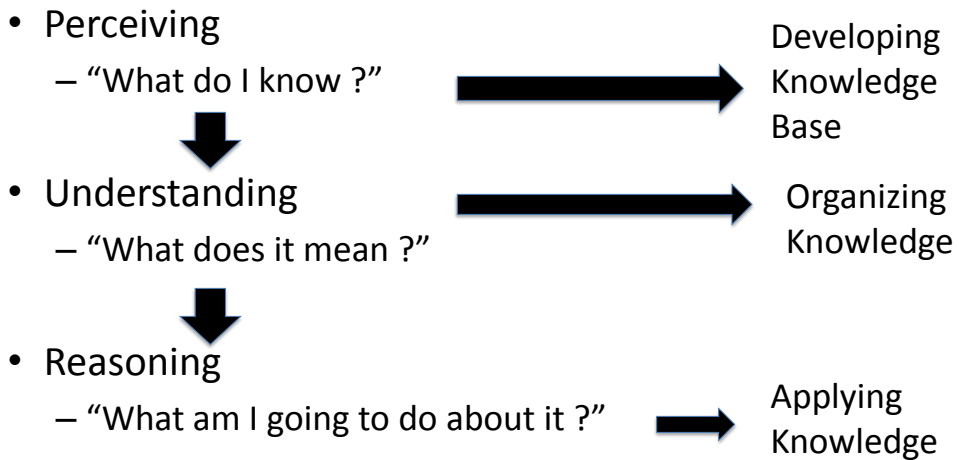 • Perceiving
– “What do I know ?”
Developing
Knowledge
Base
• Understanding
– “What does it mean ?”
Organizing
Knowledge
• Reasoning
– “What am I going to do about it ?”
Applying
Knowledge